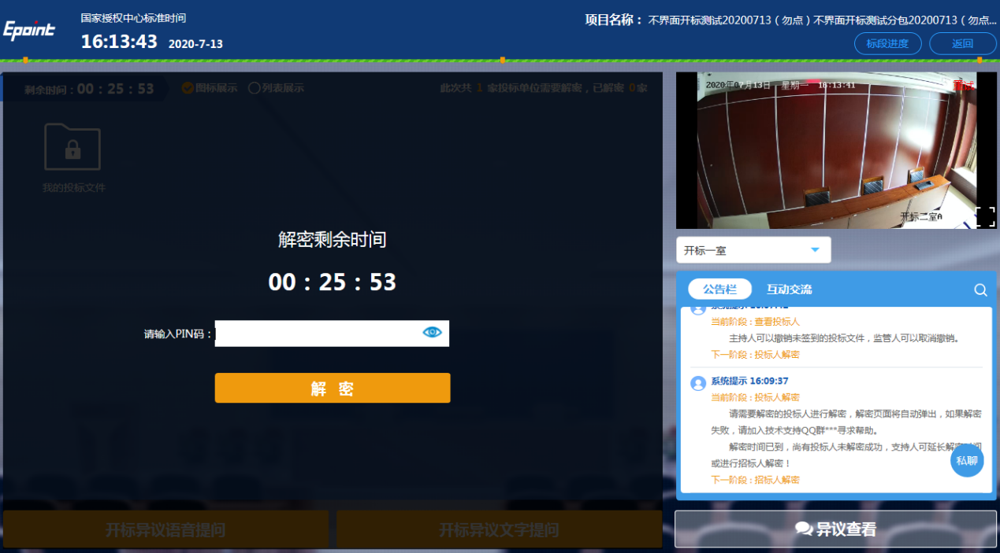 Epoint
国家授权中心标准时间
16:13:43 2020-7-13
项目名称： 不界面开标测试20200713（勿点）不界面开标测试分包20200713（勿点...
标段进度
返回
剩余时间：00：25：53
图标展示
列表展示
此次共 1 家投标单位需要解密，已解密 0 家
我的投标文件
解密剩余时间
00：25：53
请输入PIN码：
解 密
开标异议语音提问
开标异议文字提问
2020年07月13日 星期一 16:13:41
开标二室A
开标一室
公告栏
互动交流
当前阶段：查看投标人
主持人可以撤销未签到的投标文件，监管人可以取消撤销。
下一阶段：投标人解密
系统提示 16:09:37
当前阶段：投标人解密
请需要解密的投标人进行解密，解密页面将自动弹出，如果解密
失败，请加入技术支持QQ群***寻求帮助。
解密时间已到，尚有投标人未解密成功，支持人可延长解密时间
或进行招标人解密！
下一阶段：招标人解密
私聊
异议查看